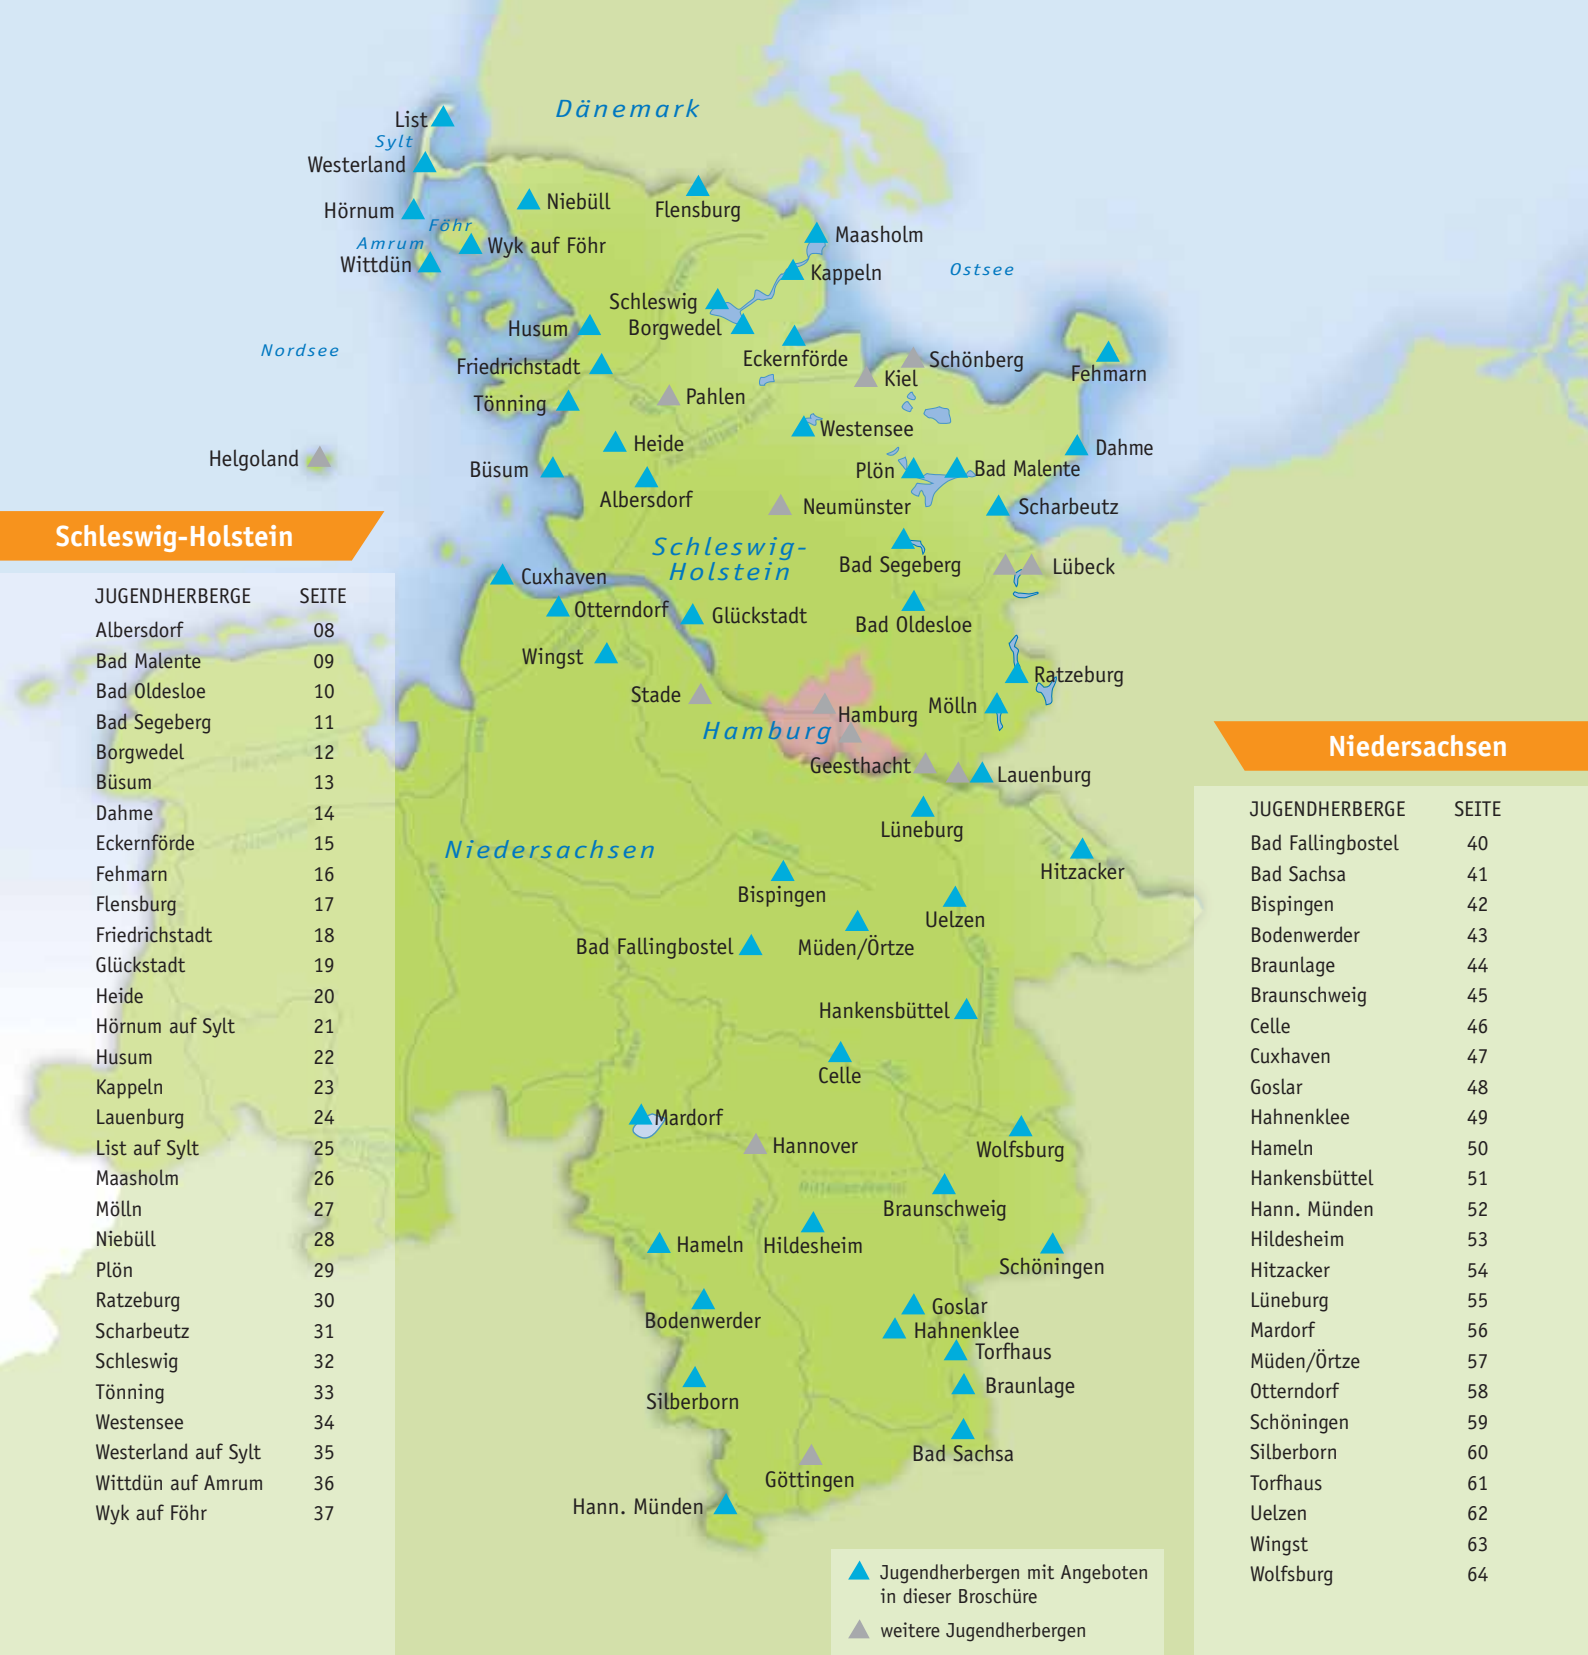 Dänemark
List
Sylt
Westerland
Niebüll
Flensburg
Hörnum
Föhr
Amrum
Wyk auf Föhr
Wittdün
Maasholm
Kappeln
Ostsee
Schleswig
Husum
Borgwedel
Eckernförde
Nordsee
Friedrichstadt
Schönberg
Kiel
Fehmarn
Tönning
Pahlen
Westensee
Heide
Dahme
Helgoland
Büsum
Plön
Bad Malente
Albersdorf
Neumünster
Scharbeutz
Schleswig-
Holstein
Bad Segeberg
Lübeck
Cuxhaven
Otterndorf
Glückstadt
Bad Oldesloe
Wingst
Ratzeburg
Stade
Mölln
Hamburg
Hamburg
Geesthacht
Lauenburg
Lüneburg
Niedersachsen
Hitzacker
Bispingen
Uelzen
Bad Fallingbostel
Müden/Örtze
Hankensbüttel
Celle
Mardorf
Hannover
Wolfsburg
Braunschweig
Hameln
Hildesheim
Schöningen
Bodenwerder
Goslar
Hahnenklee
Torfhaus
Braunlage
Silberborn
Bad Sachsa
Göttingen
Hann. Münden
Schleswig-Holstein
JUGENDHERBERGE SEITE
Albersdorf 08
Bad Malente 09
Bad Oldesloe 10
Bad Segeberg 11
Borgwedel 12
Büsum 13
Dahme 14
Eckernförde 15
Fehmarn 16
Flensburg 17
Friedrichstadt 18
Glückstadt 19
Heide 20
Hörnum auf Sylt 21
Husum 22
Kappeln 23
Lauenburg 24
List auf Sylt 25
Maasholm 26
Mölln 27
Niebüll 28
Plön 29
Ratzeburg 30
Scharbeutz 31
Schleswig 32
Tönning 33
Westensee 34
Westerland auf Sylt 35
Wittdün auf Amrum 36
Wyk auf Föhr 37
Niedersachsen
JUGENDHERBERGE SEITE
Bad Fallingbostel 40
Bad Sachsa 41
Bispingen 42
Bodenwerder 43
Braunlage 44
Braunschweig 45
Celle 46
Cuxhaven 47
Goslar 48
Hahnenklee 49
Hameln 50
Hankensbüttel 51
Hann. Münden 52
Hildesheim 53
Hitzacker 54
Lüneburg 55
Mardorf 56
Müden/Örtze 57
Otterndorf 58
Schöningen 59
Silberborn 60
Torfhaus 61
Uelzen 62
Wingst 63
Wolfsburg 64
Jugendherbergen mit Angeboten
in dieser Broschüre
weitere Jugendherbergen